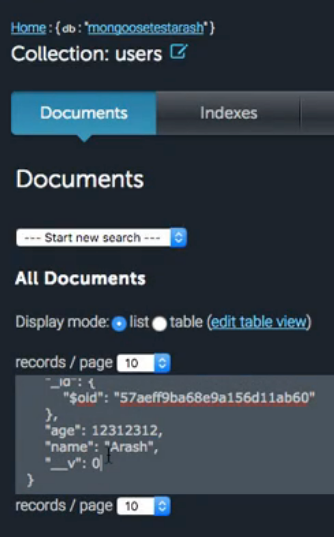 Home : { db : "mongoosetestarash" }
Collection: users
Documents Indexes
Documents
--- Start new search ---
All Documents
Display mode: list table (edit table view)
records / page 10
"_id": {
"$oid": "57aeff9ba68e9a156d11ab60"
},
"age": 12312312,
"name": "Arash",
"__v": 0
}
records / page 10